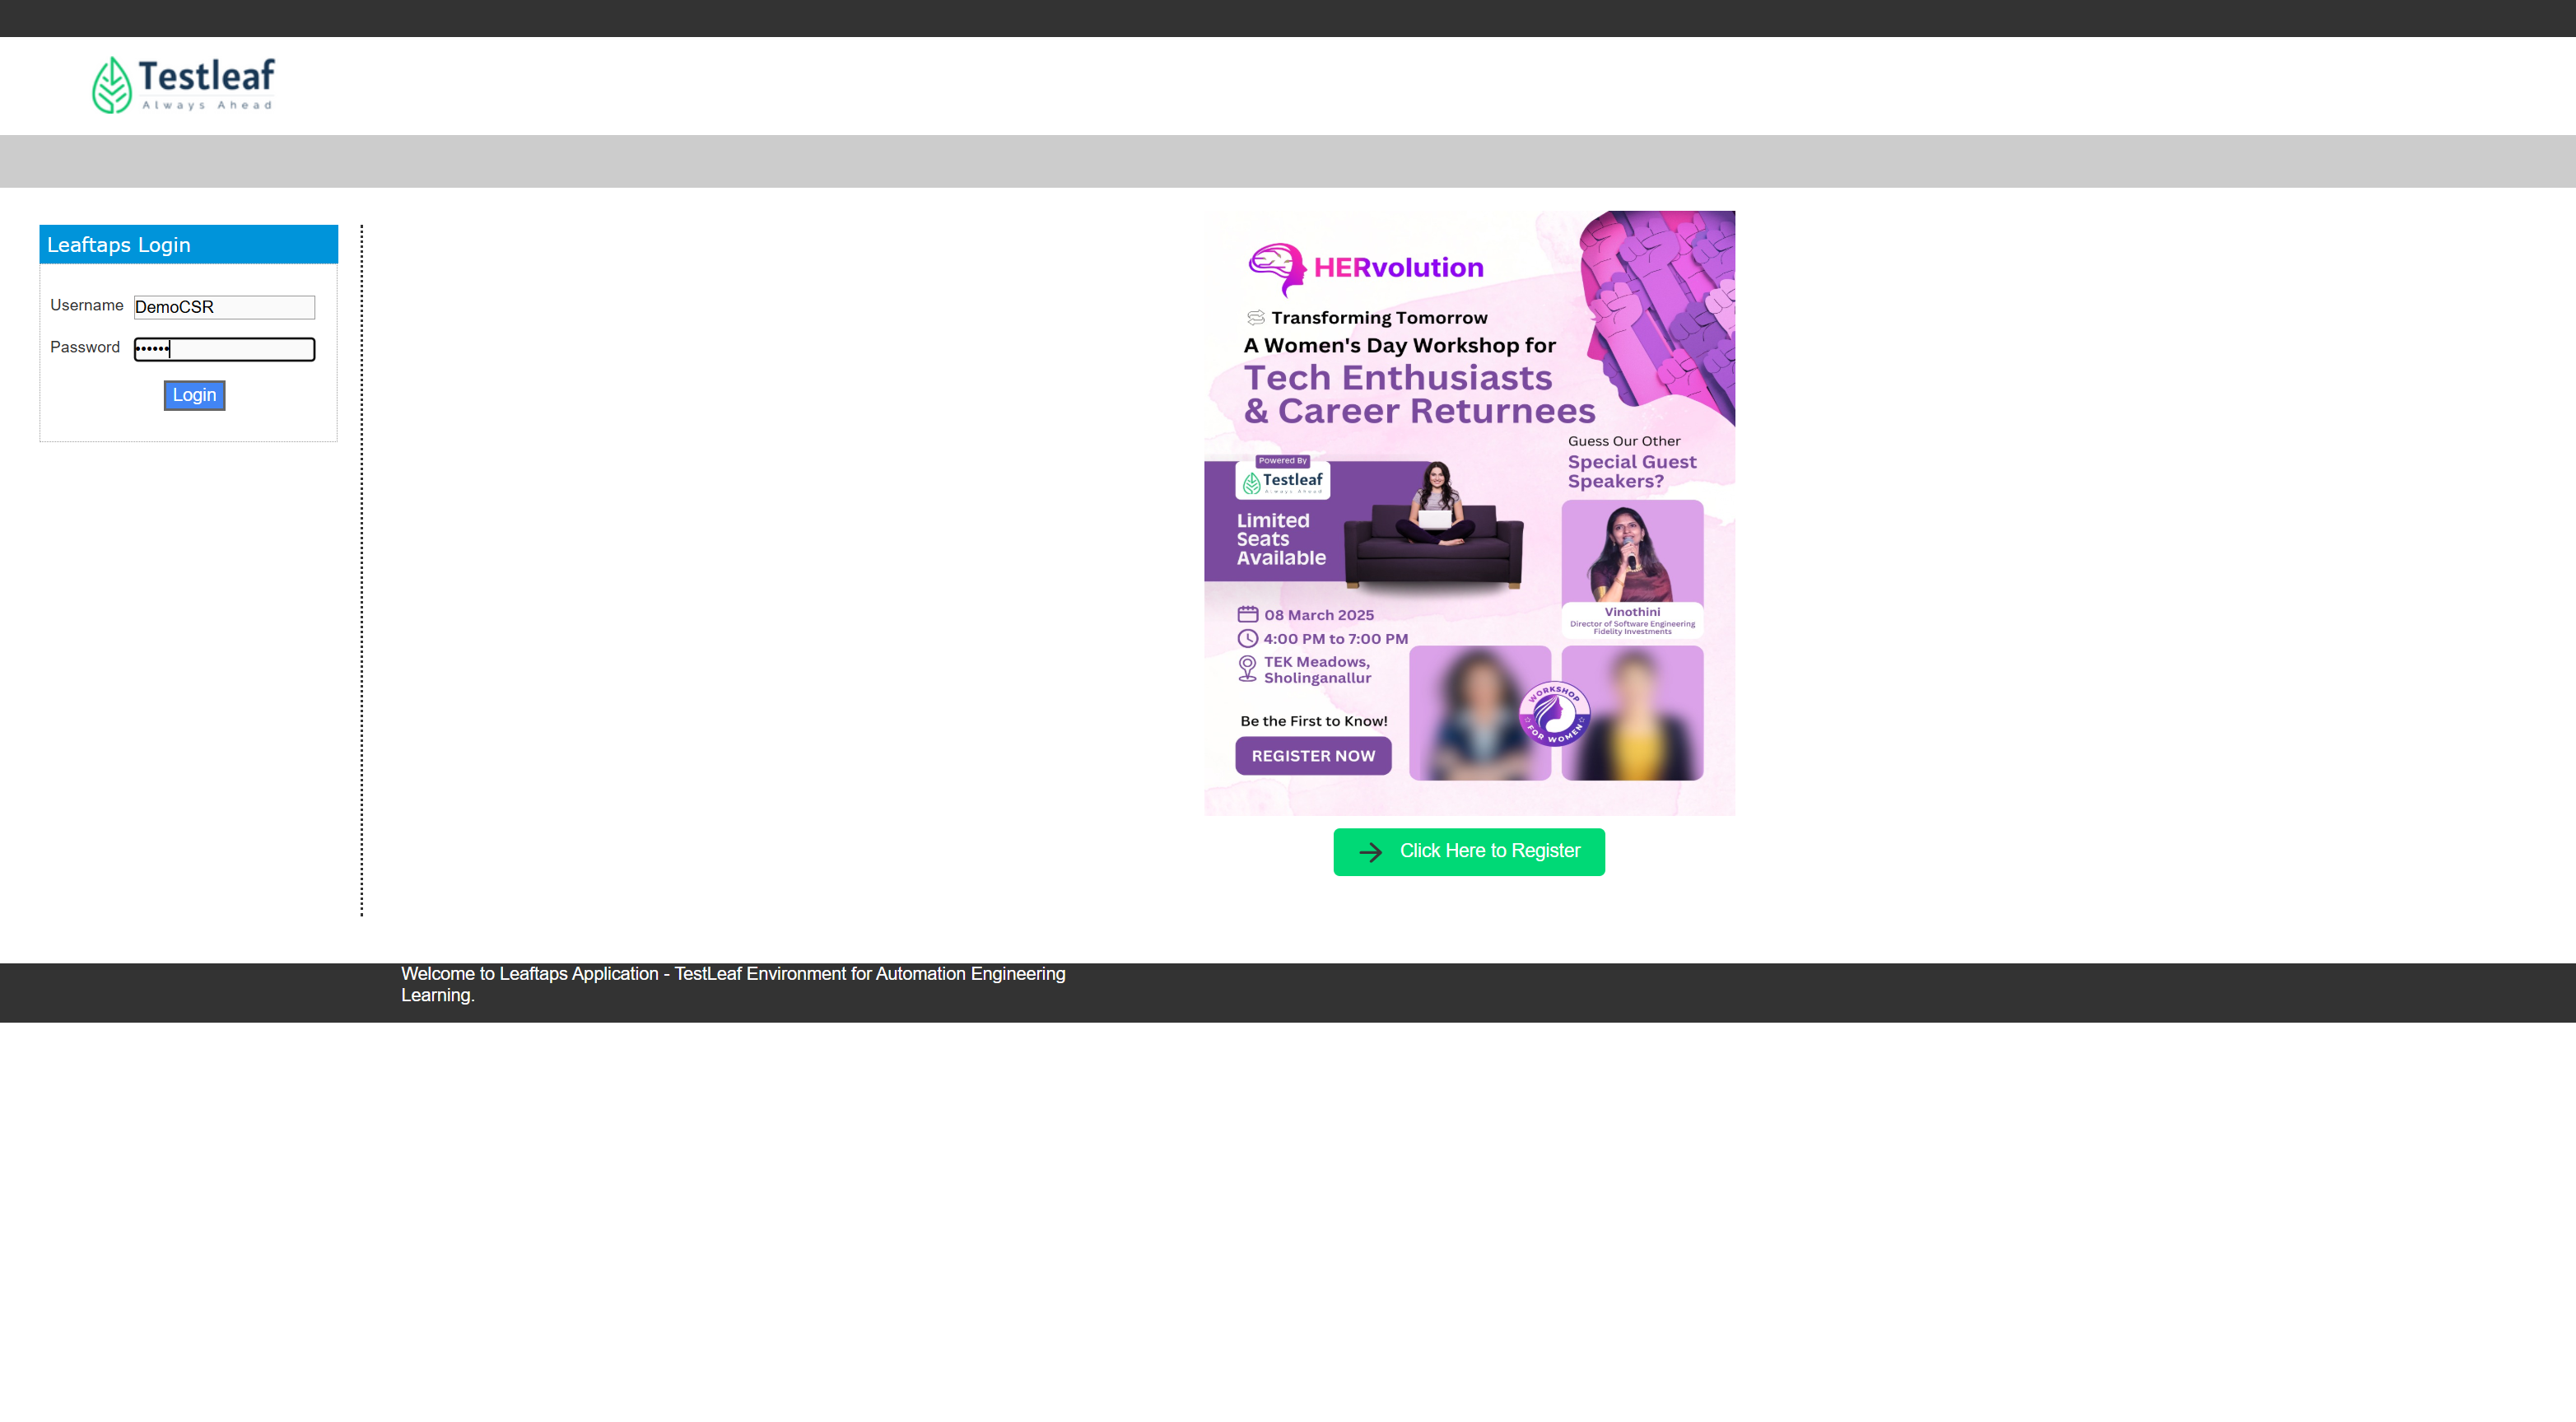 Testleaf
Always Ahead
Leaftaps Login
Username DemoCSR
Password ••••••
Login
HERvolution
Transforming Tomorrow
A Women's Day Workshop for
Tech Enthusiasts
& Career Returnees
Guess Our Other
Special Guest
Speakers?
Powered By
Testleaf
Always Ahead
Limited
Seats
Available
Vinothini
Director of Software Engineering
Fidelity Investments
08 March 2025
4:00 PM to 7:00 PM
TEK Meadows,
Sholinganallur
WORKSHOP
FOR WOMEN
Be the First to Know!
REGISTER NOW
Click Here to Register
Welcome to Leaftaps Application - TestLeaf Environment for Automation Engineering
Learning.